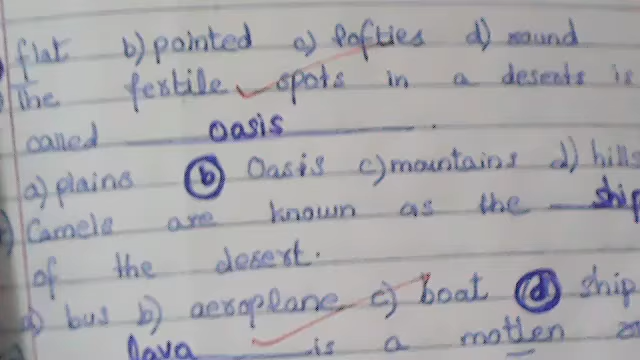 flat b) pointed c) lofties d) round
The fertile spots in a deserts is
called oasis.
a) plains b) Oasis c) mountains d) hills
Camels are known as the ship
of the desert.
a) bus b) aeroplane c) boat d) ship
lava is a motlen